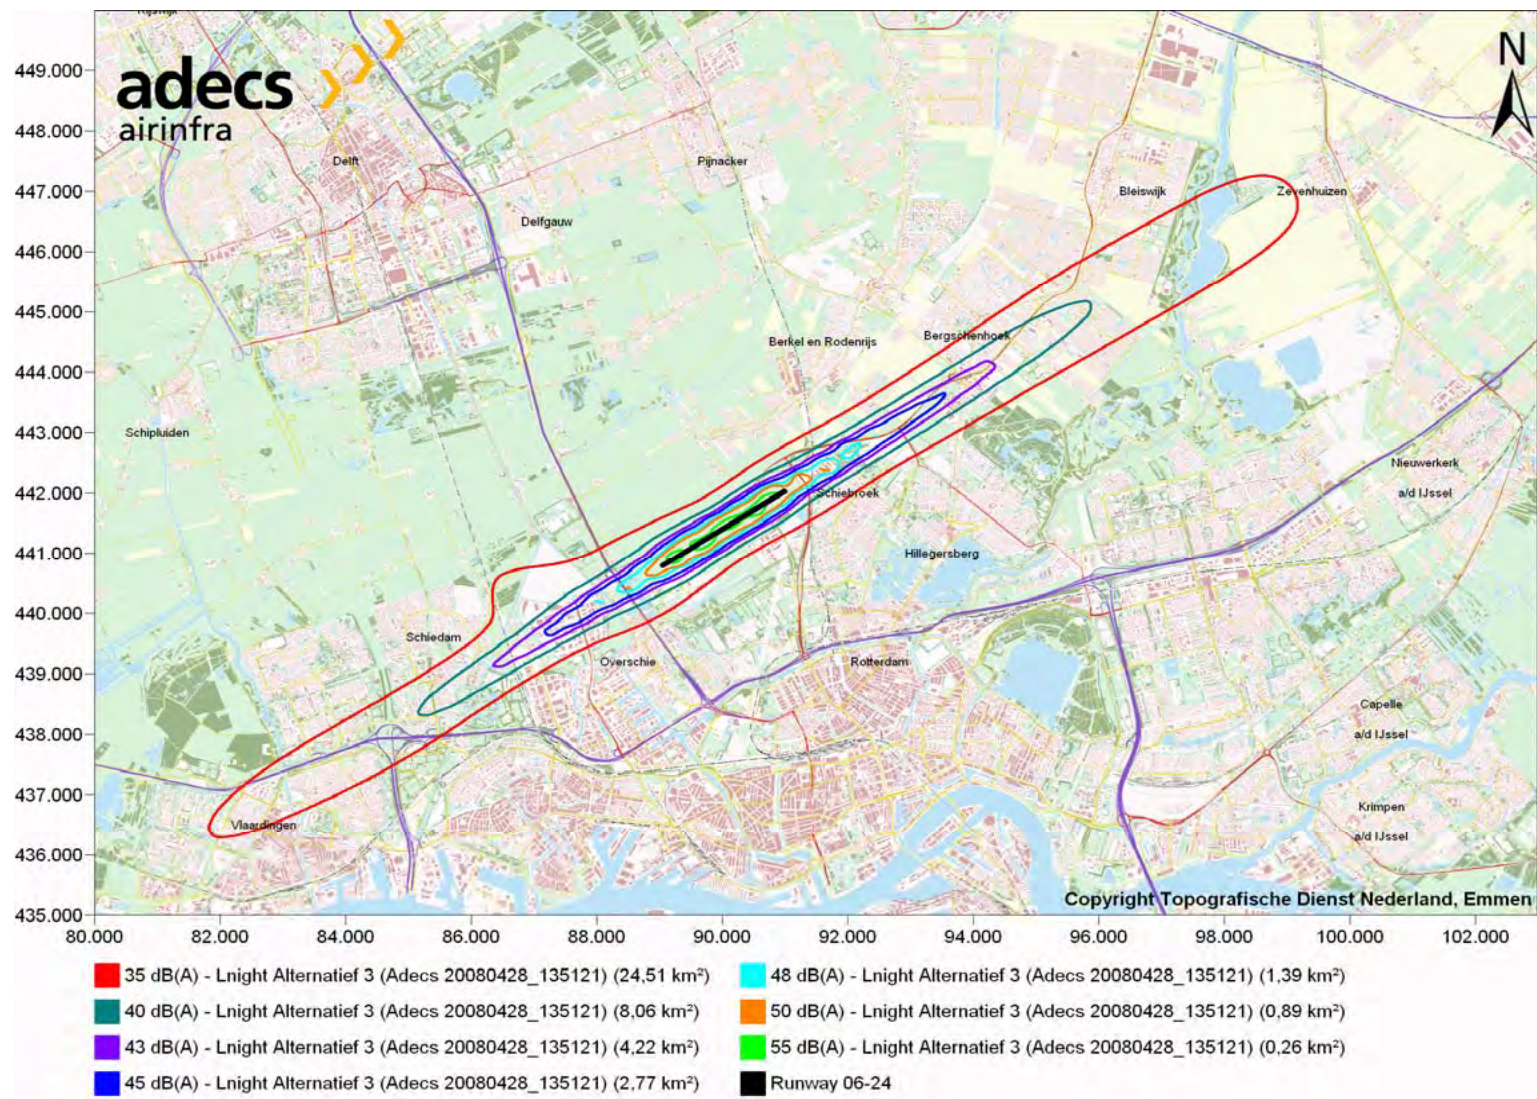 Rijswijk
449.000
adecs
airinfra
N
448.000
Delft
Pijnacker
447.000
Bleiswijk
Zevenhuizen
Delfgauw
446.000
445.000
Berkel en Rodenrijs
Bergschenhoek
444.000
Schipluiden
443.000
Nieuwerkerk
442.000
Schiebroek
a/d IJssel
441.000
Hillegersberg
440.000
Schiedam
439.000
Overschie
Rotterdam
Capelle
438.000
a/d IJssel
437.000
Krimpen
Vlaardingen
a/d IJssel
436.000
Copyright Topografische Dienst Nederland, Emmen
435.000
80.000 82.000 84.000 86.000 88.000 90.000 92.000 94.000 96.000 98.000 100.000 102.000
35 dB(A) - Lnight Alternatief 3 (Adecs 20080428_135121) (24,51 km²)
40 dB(A) - Lnight Alternatief 3 (Adecs 20080428_135121) (8,06 km²)
43 dB(A) - Lnight Alternatief 3 (Adecs 20080428_135121) (4,22 km²)
45 dB(A) - Lnight Alternatief 3 (Adecs 20080428_135121) (2,77 km²)
48 dB(A) - Lnight Alternatief 3 (Adecs 20080428_135121) (1,39 km²)
50 dB(A) - Lnight Alternatief 3 (Adecs 20080428_135121) (0,89 km²)
55 dB(A) - Lnight Alternatief 3 (Adecs 20080428_135121) (0,26 km²)
Runway 06-24